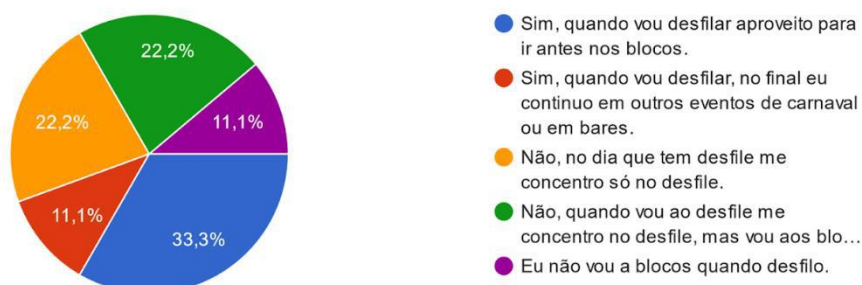 22,2%
22,2%
11,1%
11,1%
33,3%
Sim, quando vou desfilar aproveito para
ir antes nos blocos.
Sim, quando vou desfilar, no final eu
continuo em outros eventos de carnaval
ou em bares.
Não, no dia que tem desfile me
concentro só no desfile.
Não, quando vou ao desfile me
concentro no desfile, mas vou aos blo…
Eu não vou a blocos quando desfilo.